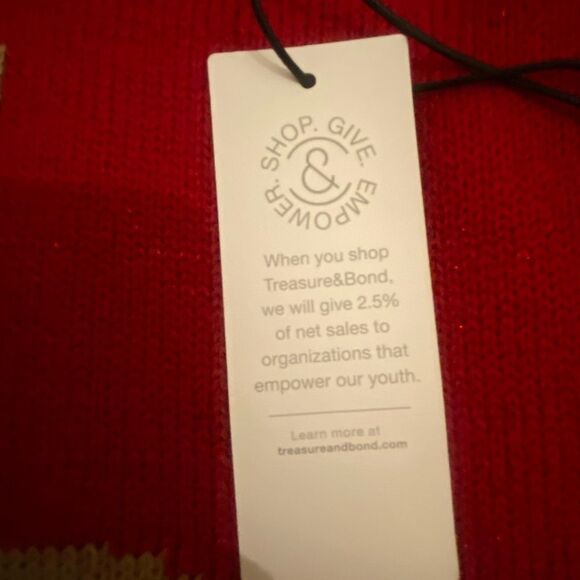 SHOP. GIVE. EMPOWER.
&
When you shop
Treasure&Bond,
we will give 2.5%
of net sales to
organizations that
empower our youth.
Learn more at
treasureandbond.com